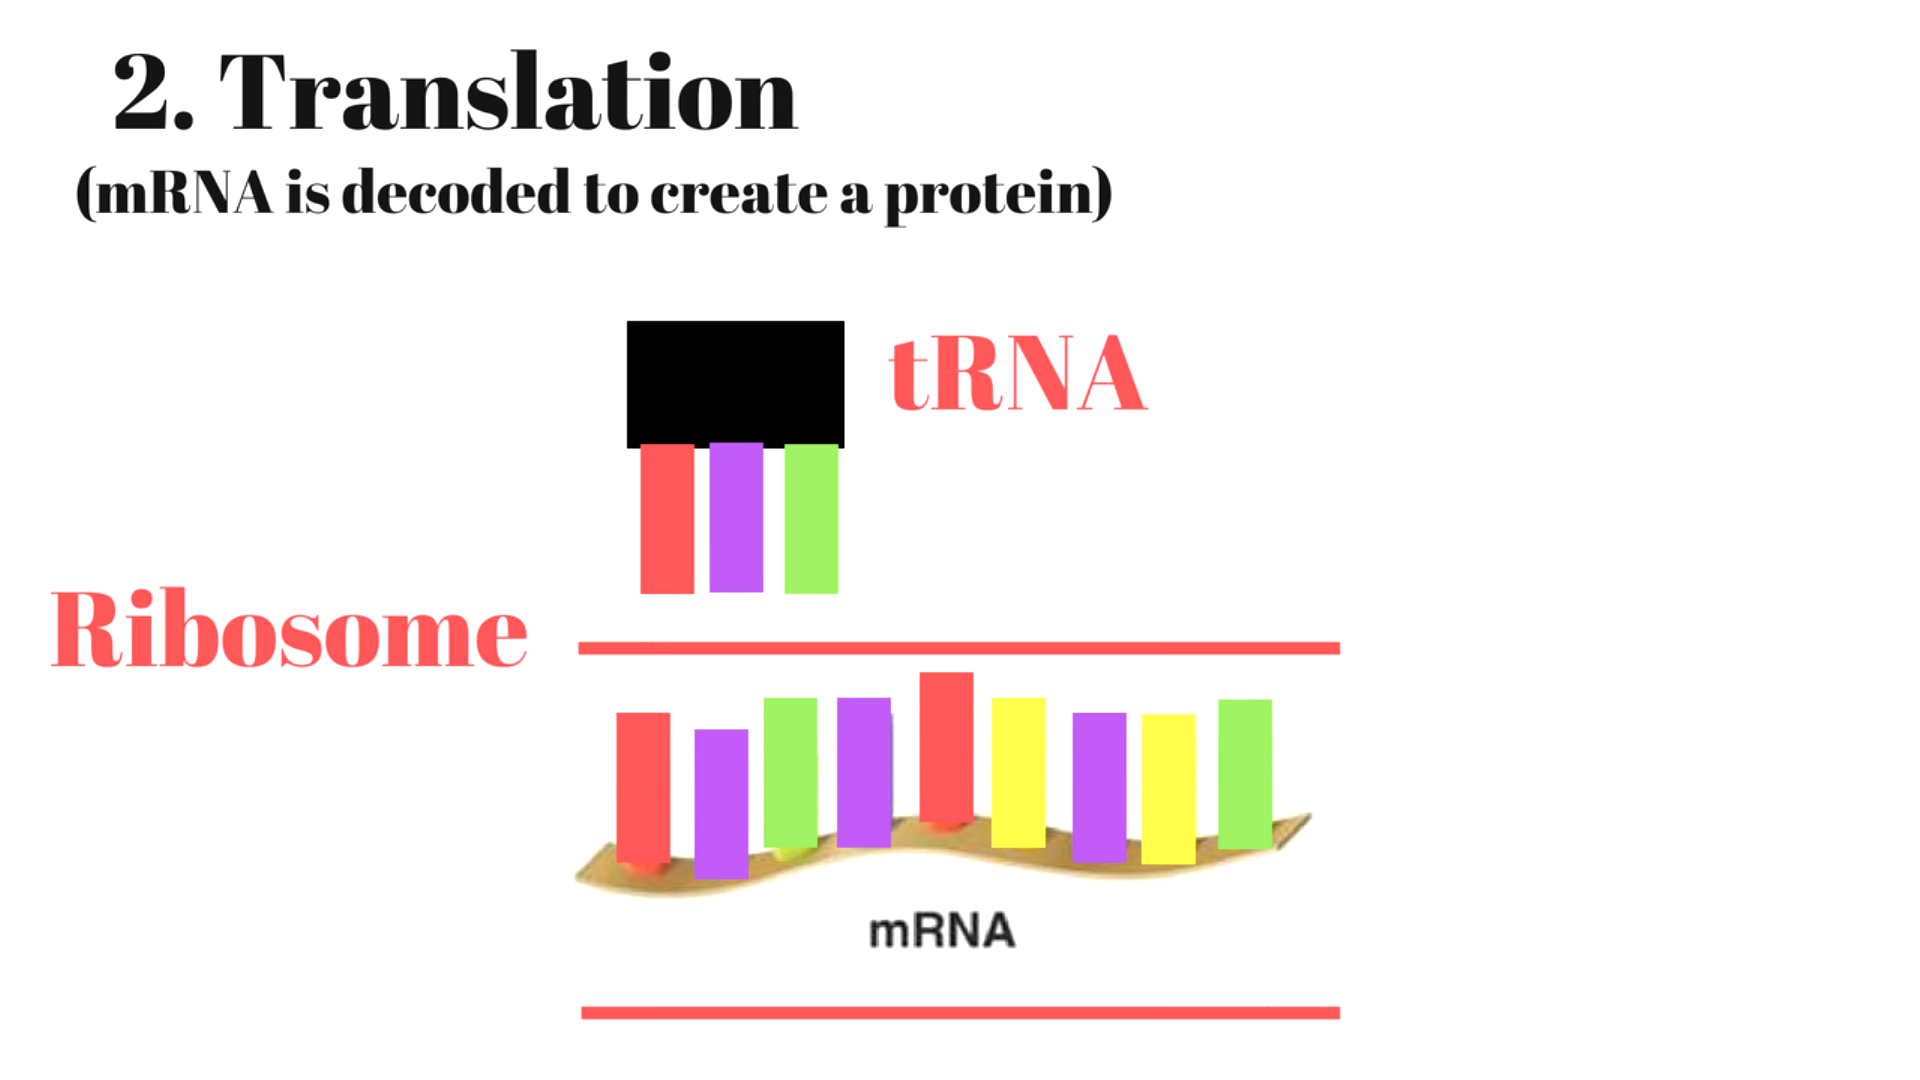 2. Translation
(mRNA is decoded to create a protein)
tRNA
Ribosome
mRNA